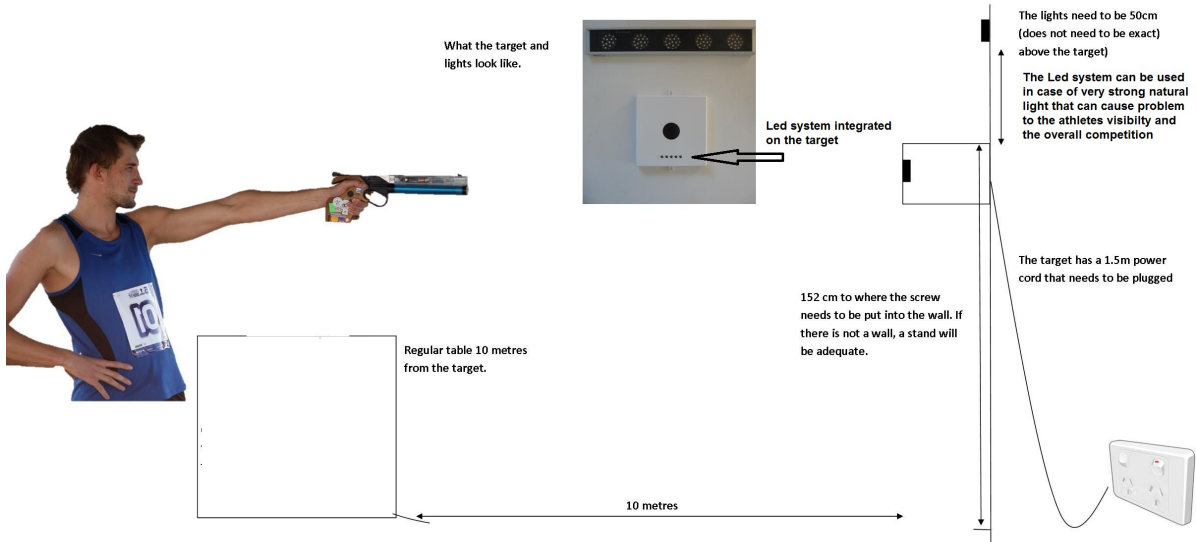 What the target and
lights look like.
Led system integrated
on the target
The lights need to be 50cm
(does not need to be exact)
above the target)
The Led system can be used
in case of very strong natural
light that can cause problem
to the athletes visibilty and
the overall competition
The target has a 1.5m power
cord that needs to be plugged
152 cm to where the screw
needs to be put into the wall. If
there is not a wall, a stand will
be adequate.
Regular table 10 metres
from the target.
10 metres